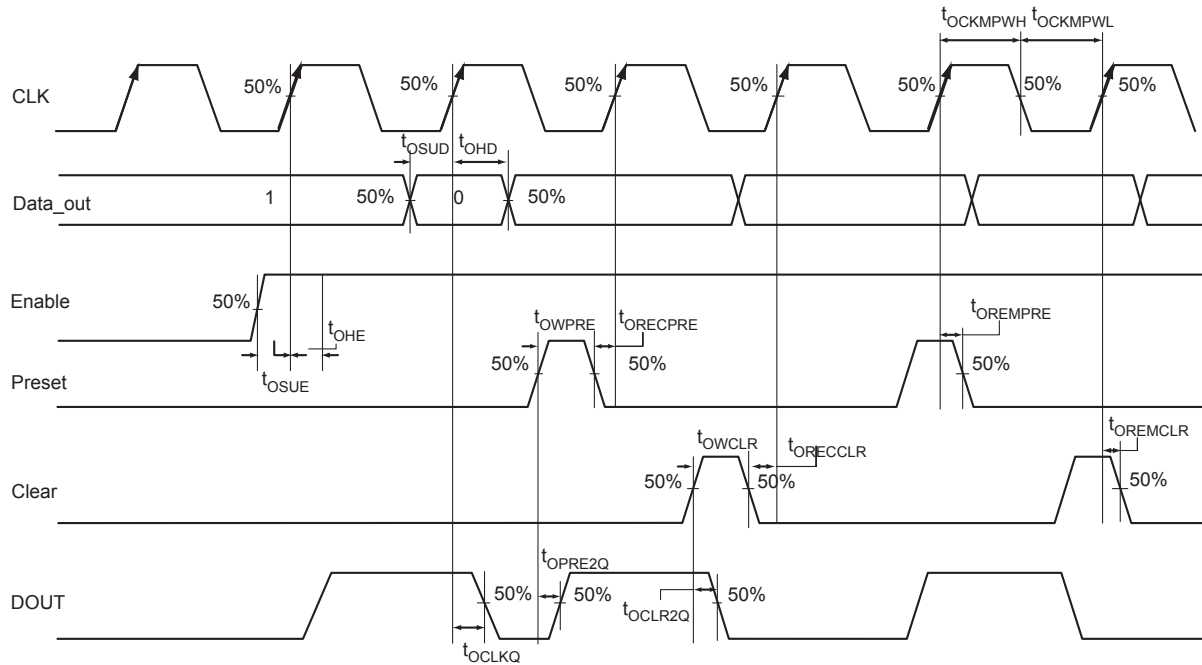 tOCKMPWH tOCKMPWL
CLK 50% 50% 50% 50% 50% 50% 50%
tOSUD tOHD
Data_out 1 50% 0 50%
Enable 50%
tOHE tOWPRE tORECPRE tOREMPRE
Preset 50% 50% 50%
tOSUE
tOWCLR tORECCLR tOREMCLR
Clear 50% 50% 50%
tOPRE2Q
DOUT 50% 50% 50%
tOCLR2Q
tOCLKQ